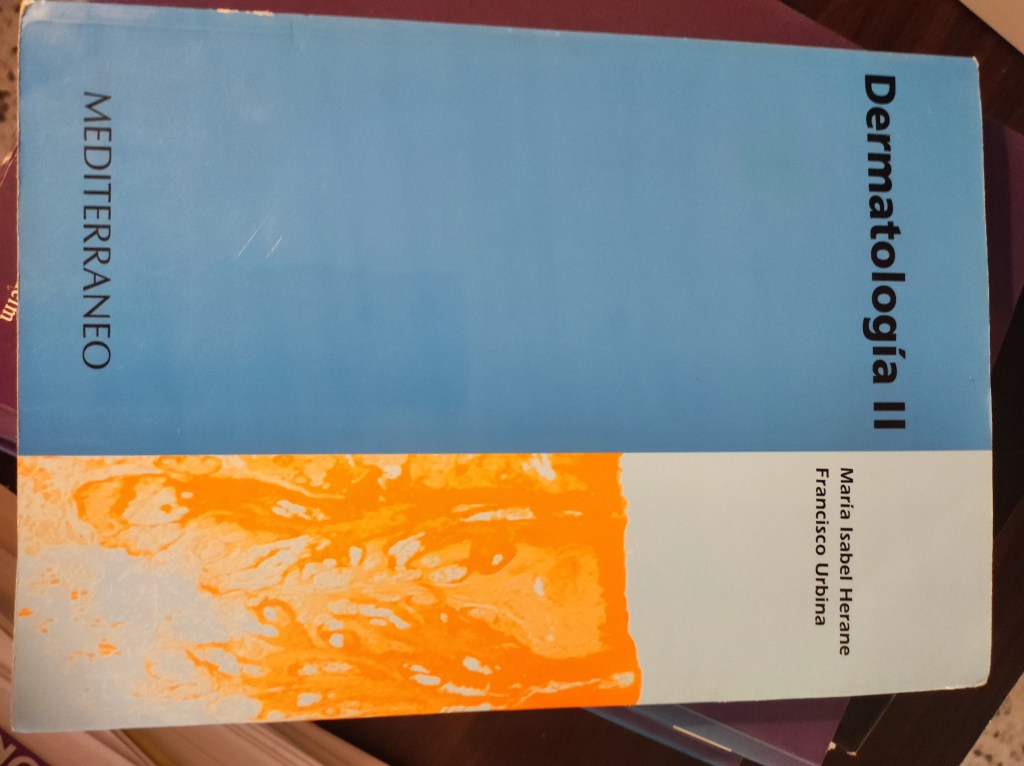 Dermatología II
María Isabel Herane
Francisco Urbina
MEDITERRANEO